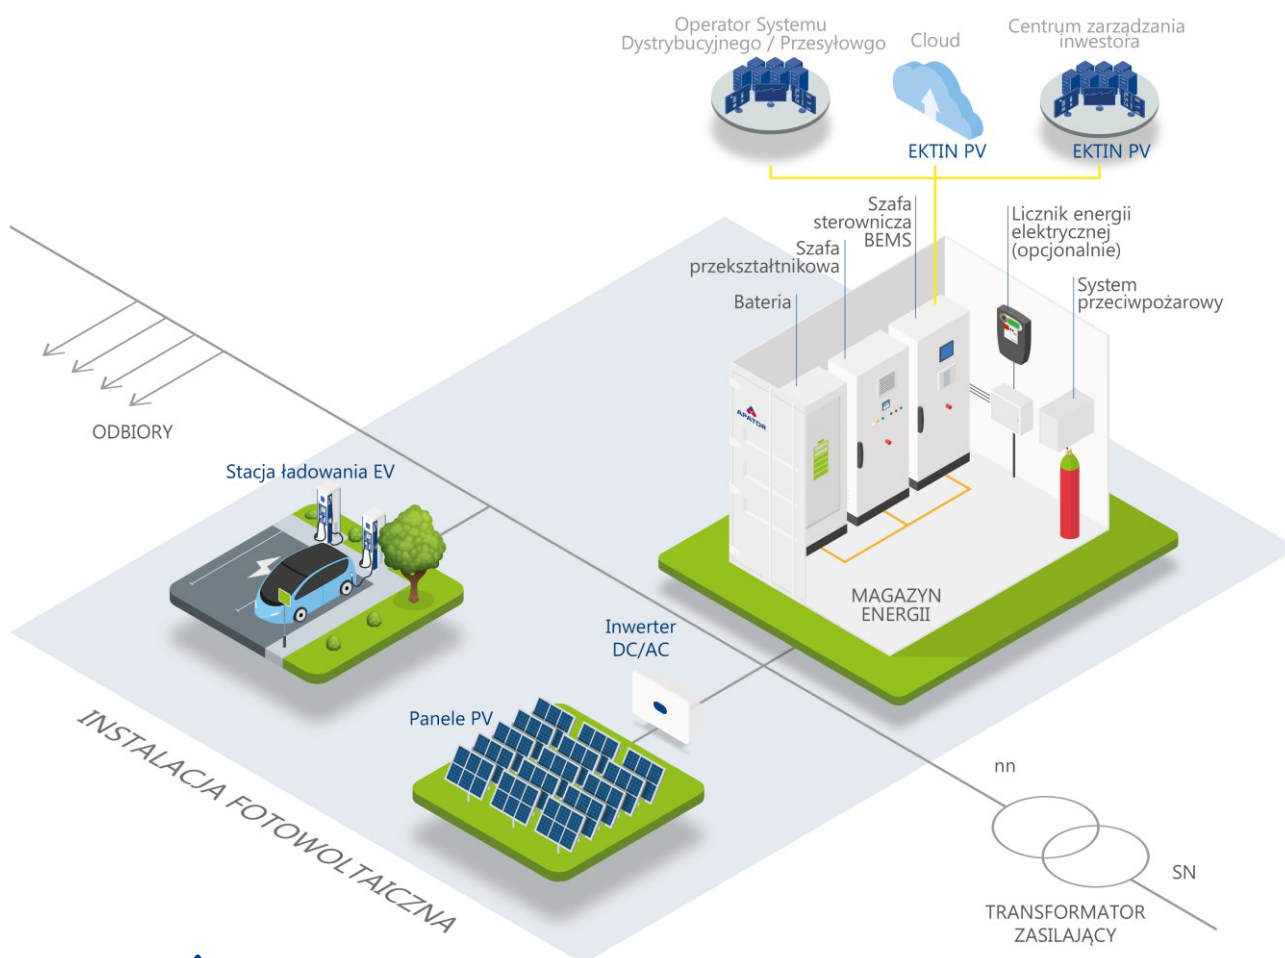 Operator Systemu
Dystrybucyjnego / Przesyłowgo
Cloud
Centrum zarządzania
inwestora
EKTIN PV
EKTIN PV
Szafa
sterownicza
BEMS
Licznik energii
elektrycznej
(opcjonalnie)
Szafa
przekształtnikowa
System
przeciwpożarowy
Bateria
APATOR
ODBIORY
Stacja ładowania EV
MAGAZYN
ENERGII
Inwerter
DC/AC
Panele PV
INSTALACJA FOTOWOLTAICZNA
nn
SN
TRANSFORMATOR
ZASILAJĄCY